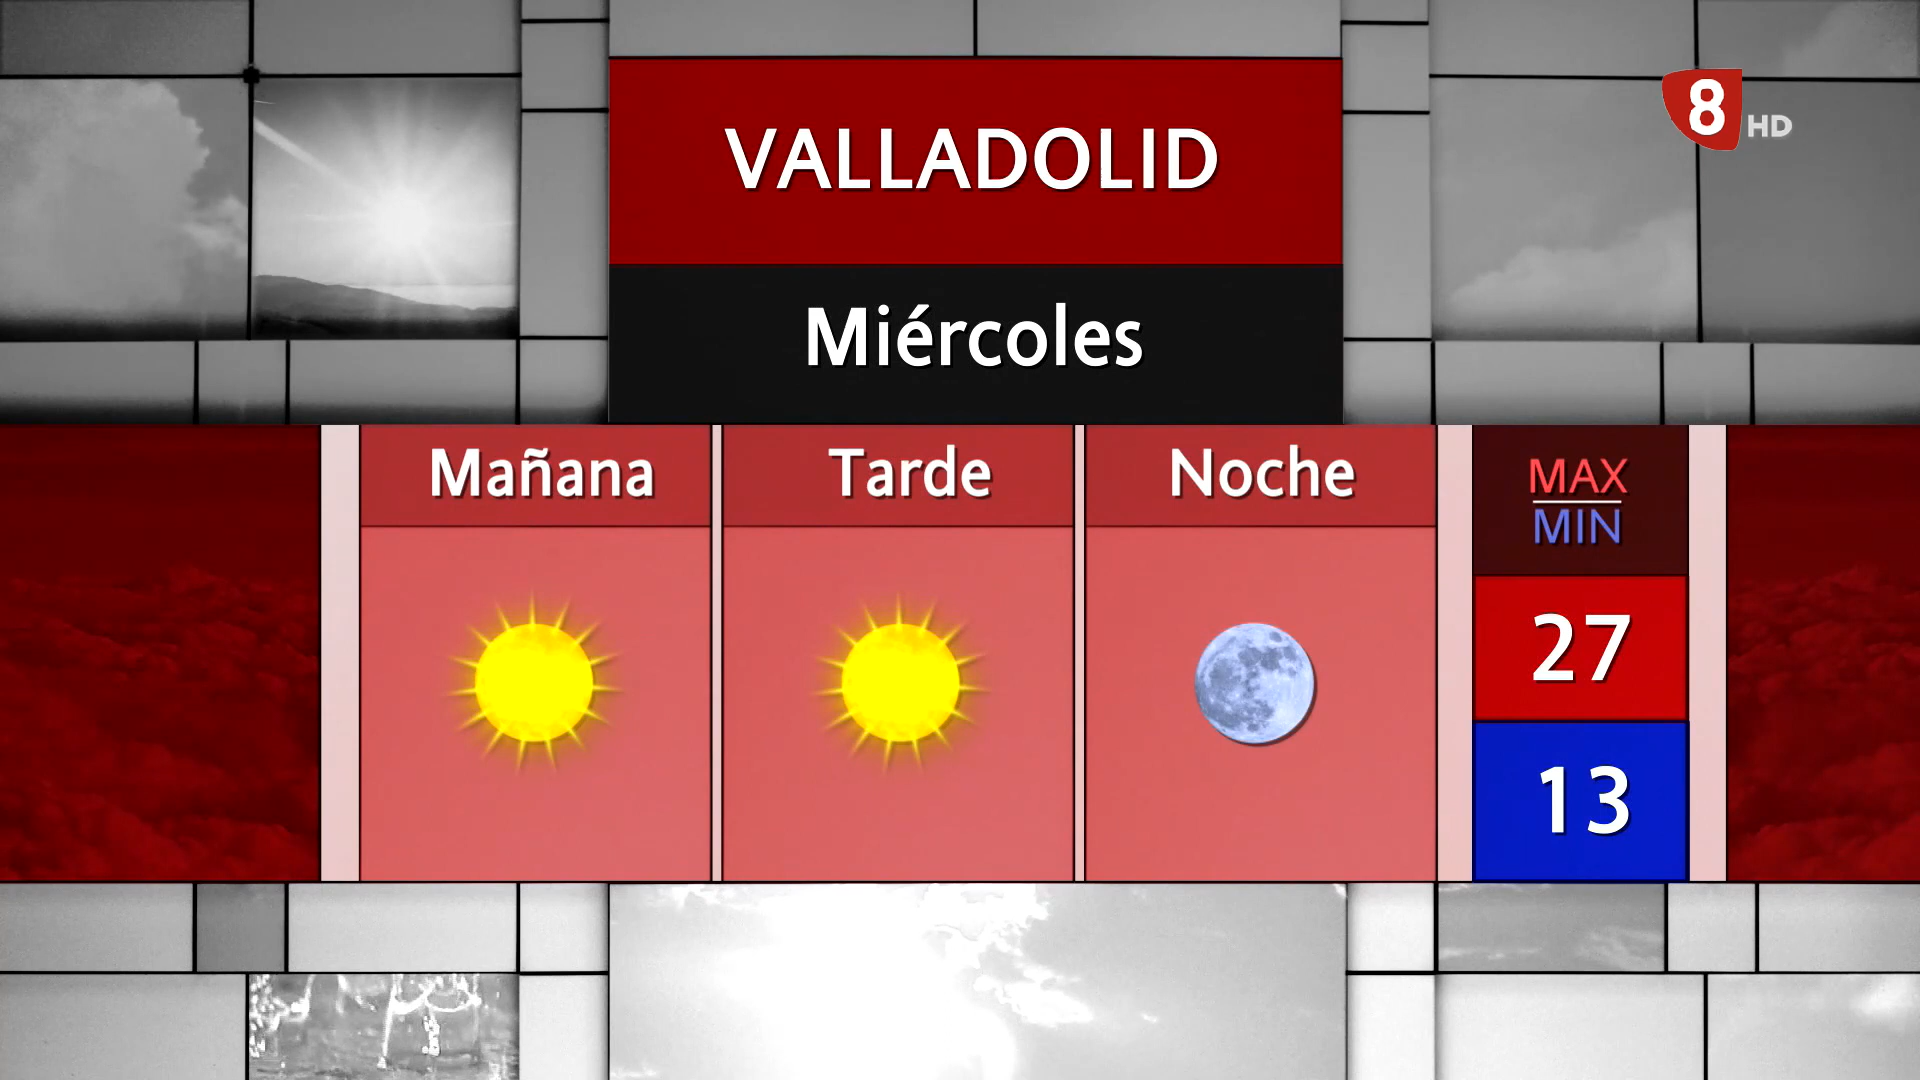 VALLADOLID
8 HD
Miércoles
Mañana
Tarde
Noche
MAX
MIN
27
13